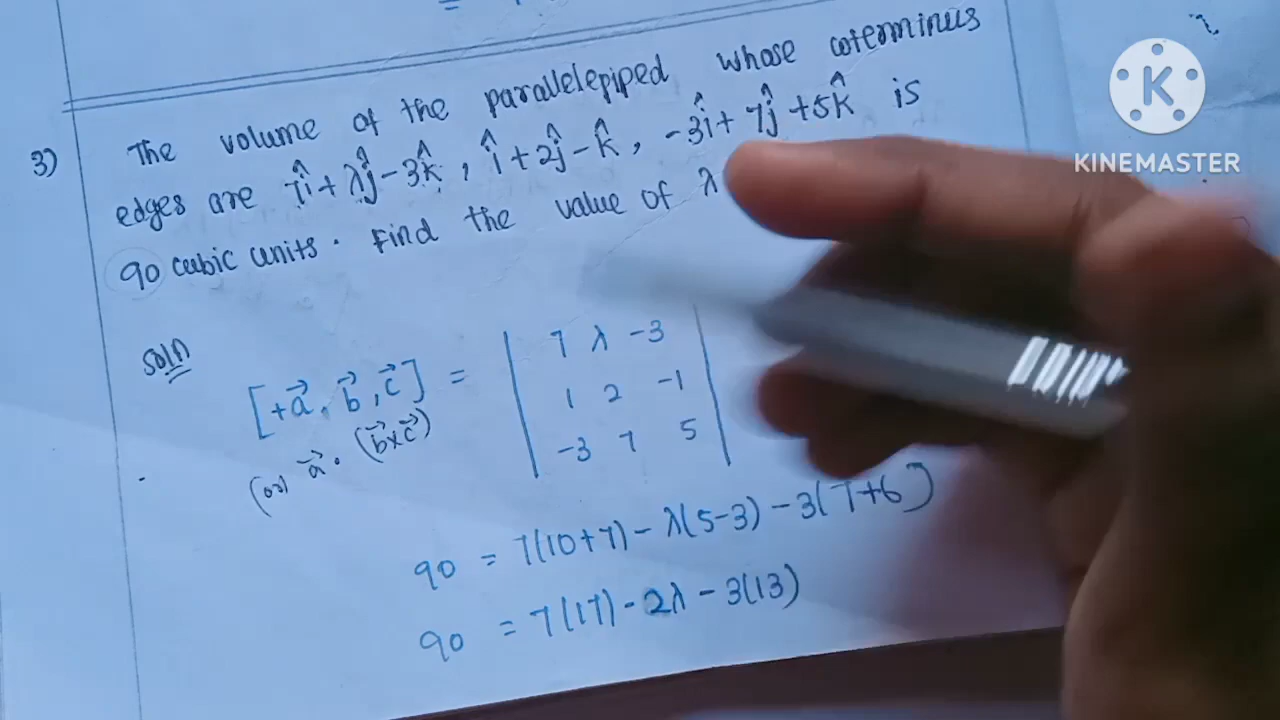 3) The volume of the parallelepiped whose coterminus
edges are 7î + λĵ - 3k̂ , î + 2ĵ - k̂ , -3î + 7ĵ + 5k̂ is
90 cubic units. Find the value of λ
Soln
[+a⃗, b⃗, c⃗] = | 7 λ -3 |
| 1 2 -1 |
| -3 7 5 |
(or) a⃗ . (b⃗×c⃗)
90 = 7(10+7) - λ(5-3) - 3(7+6)
90 = 7(17) - 2λ - 3(13)
K
KINEMASTER